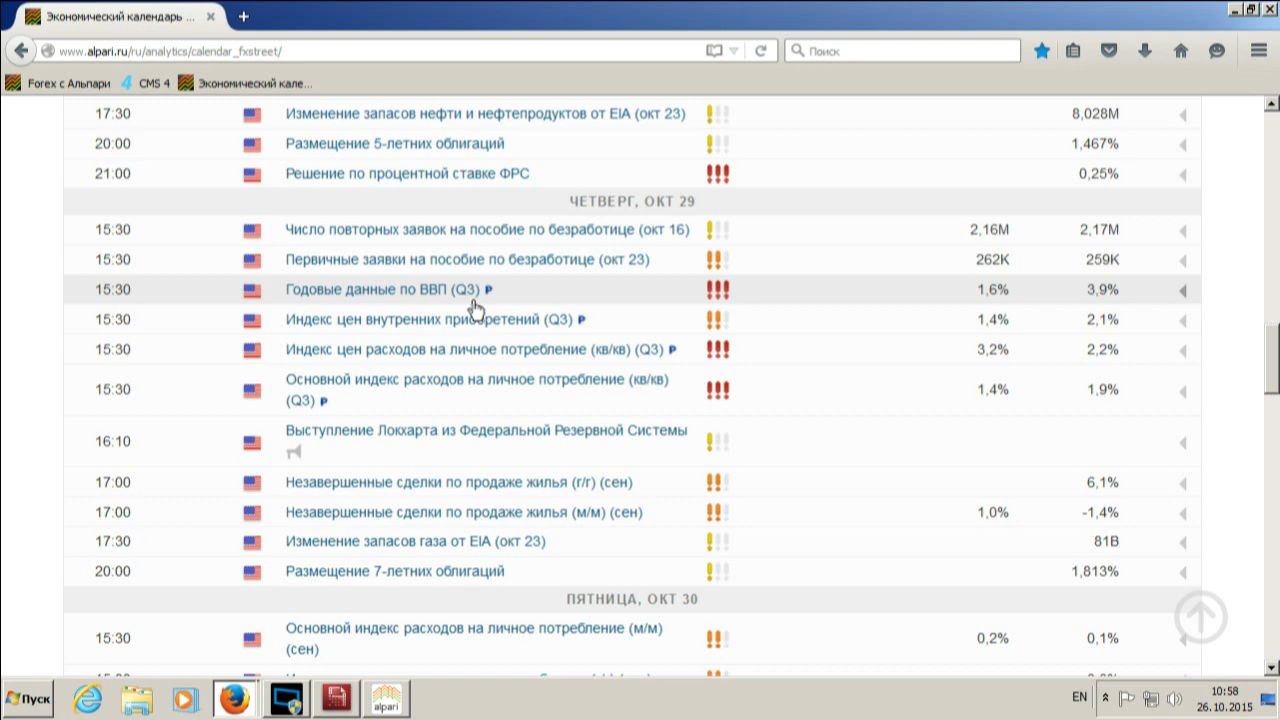 Экономический календарь ...
www.alpari.ru/ru/analytics/calendar_fxstreet/
Поиск
Forex с Альпари
CMS 4
Экономический кале...
17:30 Изменение запасов нефти и нефтепродуктов от EIA (окт 23) 8,028M
20:00 Размещение 5-летних облигаций 1,467%
21:00 Решение по процентной ставке ФРС 0,25%
ЧЕТВЕРГ, ОКТ 29
15:30 Число повторных заявок на пособие по безработице (окт 16) 2,16M 2,17M
15:30 Первичные заявки на пособие по безработице (окт 23) 262K 259K
15:30 Годовые данные по ВВП (Q3) P 1,6% 3,9%
15:30 Индекс цен внутренних приобретений (Q3) P 1,4% 2,1%
15:30 Индекс цен расходов на личное потребление (кв/кв) (Q3) P 3,2% 2,2%
15:30 Основной индекс расходов на личное потребление (кв/кв) 1,4% 1,9%
(Q3) P
16:10 Выступление Локхарта из Федеральной Резервной Системы
17:00 Незавершенные сделки по продаже жилья (г/г) (сен) 6,1%
17:00 Незавершенные сделки по продаже жилья (м/м) (сен) 1,0% -1,4%
17:30 Изменение запасов газа от EIA (окт 23) 81B
20:00 Размещение 7-летних облигаций 1,813%
ПЯТНИЦА, ОКТ 30
15:30 Основной индекс расходов на личное потребление (м/м) 0,2% 0,1%
(сен)
Пуск
alpari
EN
10:58
26.10.2015